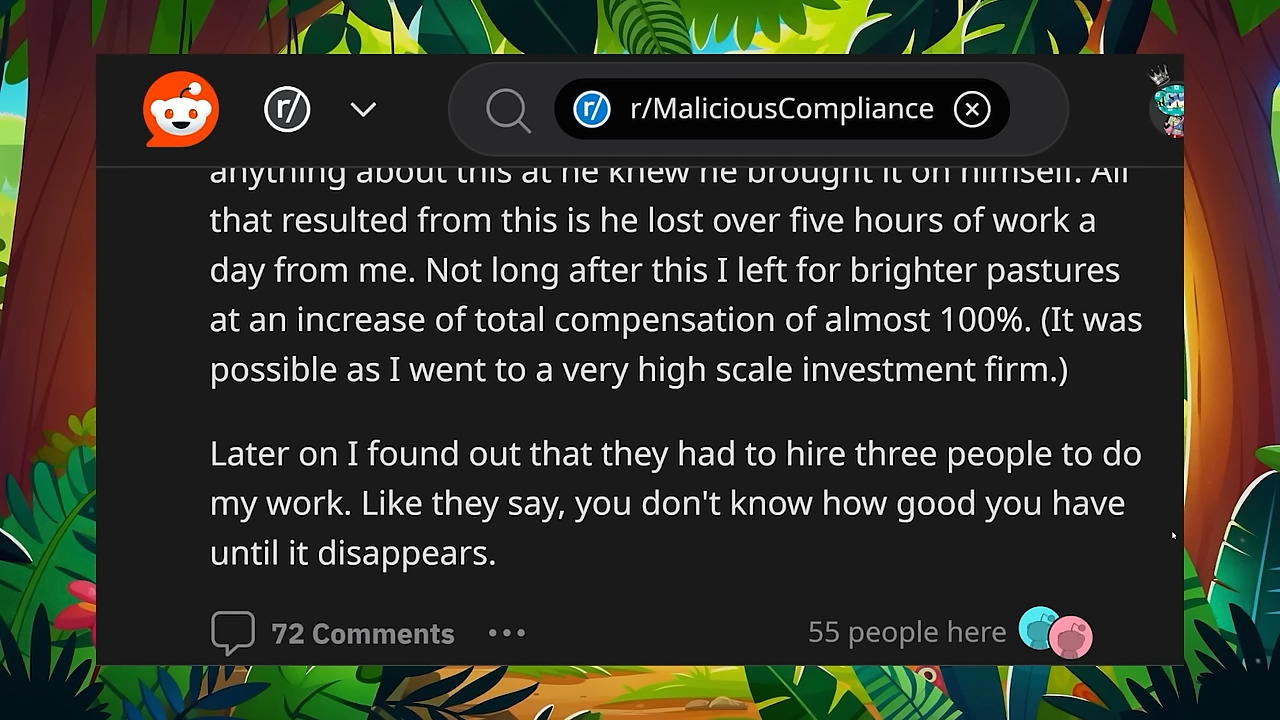 r/
r/ r/MaliciousCompliance
anything about this at he knew he brought it on himself. All
that resulted from this is he lost over five hours of work a
day from me. Not long after this I left for brighter pastures
at an increase of total compensation of almost 100%. (It was
possible as I went to a very high scale investment firm.)
Later on I found out that they had to hire three people to do
my work. Like they say, you don't know how good you have
until it disappears.
72 Comments
55 people here